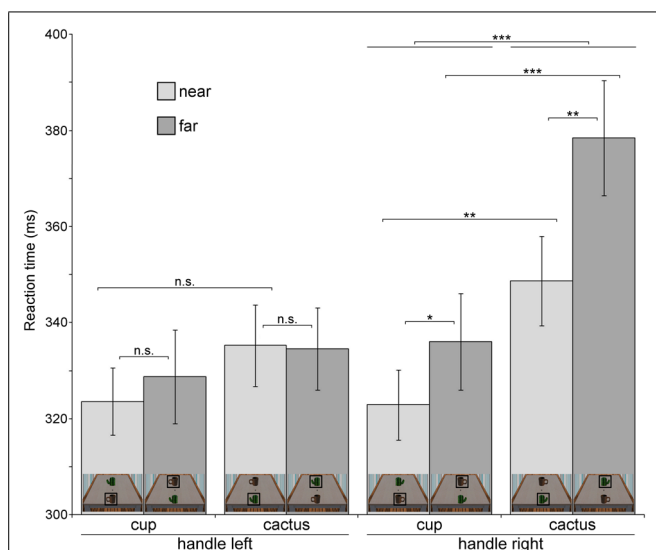 400
***
390
near
***
far
380
**
**
360
n.s.
n.s.
*
340
n.s.
320
300
Reaction time (ms)
cup
cactus
cup
cactus
handle left
handle right